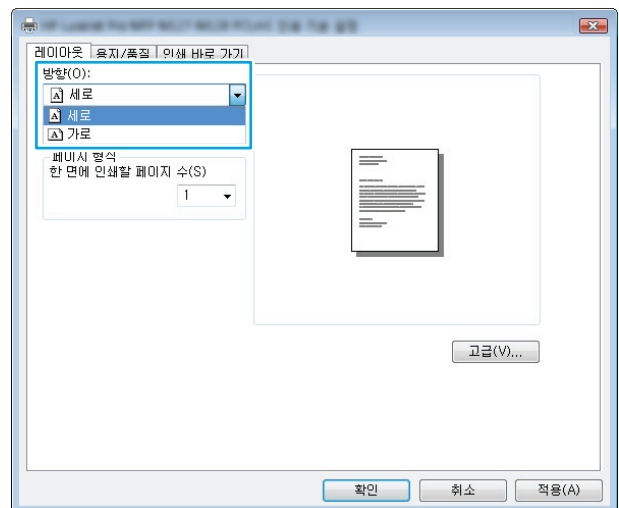 레이아웃 용지/품질 인쇄 바로 가기
방향(O):
세로
세로
가로
페이지 형식
한 면에 인쇄할 페이지 수(S)
1
고급(V)...
확인 취소 적용(A)